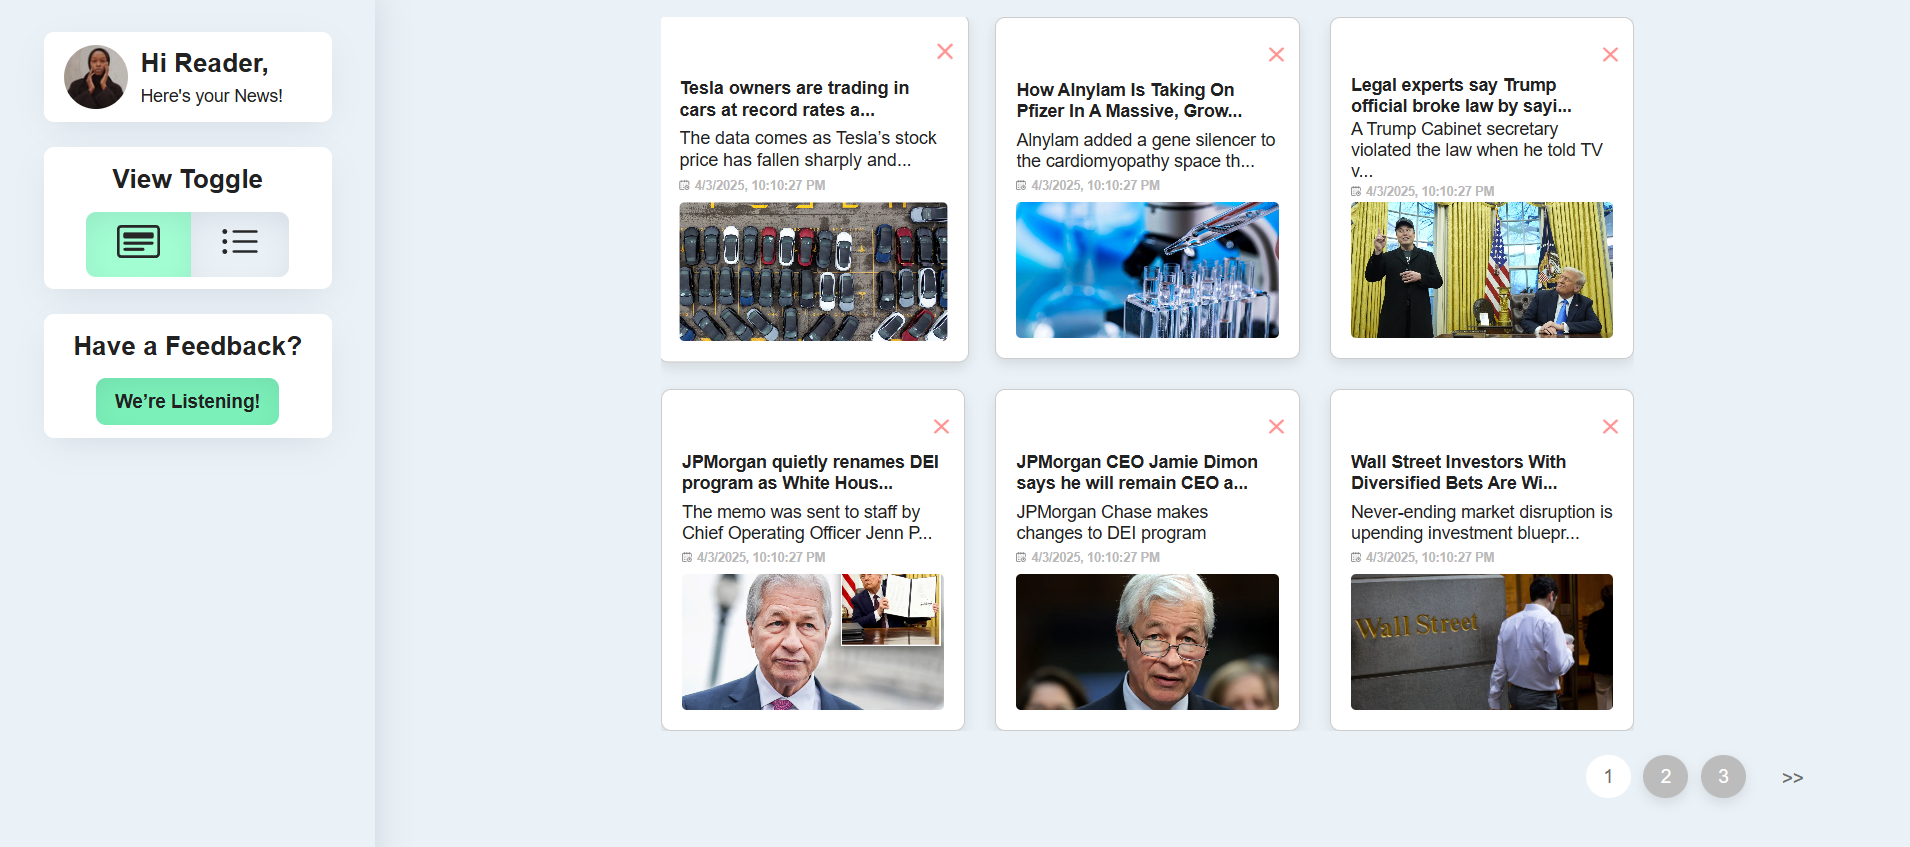 Hi Reader,
Here's your News!
View Toggle
Have a Feedback?
We're Listening!
Tesla owners are trading in
cars at record rates a...
The data comes as Tesla's stock
price has fallen sharply and...
4/3/2025, 10:10:27 PM
How Alnylam Is Taking On
Pfizer In A Massive, Grow...
Alnylam added a gene silencer to
the cardiomyopathy space th...
4/3/2025, 10:10:27 PM
Legal experts say Trump
official broke law by sayi...
A Trump Cabinet secretary
violated the law when he told TV
v...
4/3/2025, 10:10:27 PM
JPMorgan quietly renames DEI
program as White Hous...
The memo was sent to staff by
Chief Operating Officer Jenn P...
4/3/2025, 10:10:27 PM
JPMorgan CEO Jamie Dimon
says he will remain CEO a...
JPMorgan Chase makes
changes to DEI program
4/3/2025, 10:10:27 PM
Wall Street Investors With
Diversified Bets Are Wi...
Never-ending market disruption is
upending investment bluepr...
4/3/2025, 10:10:27 PM
Wall Street
1 2 3 >>